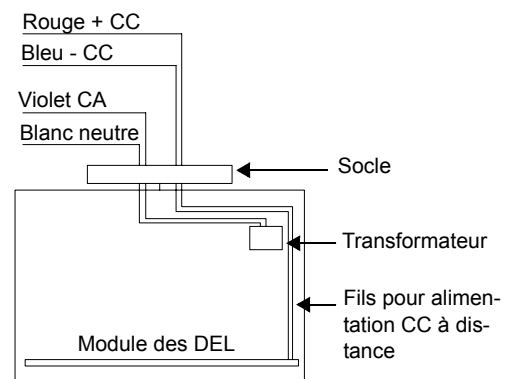 Rouge + CC
Bleu - CC
Violet CA
Blanc neutre
Socle
Transformateur
Fils pour alimen-
tation CC à dis-
tance
Module des DEL